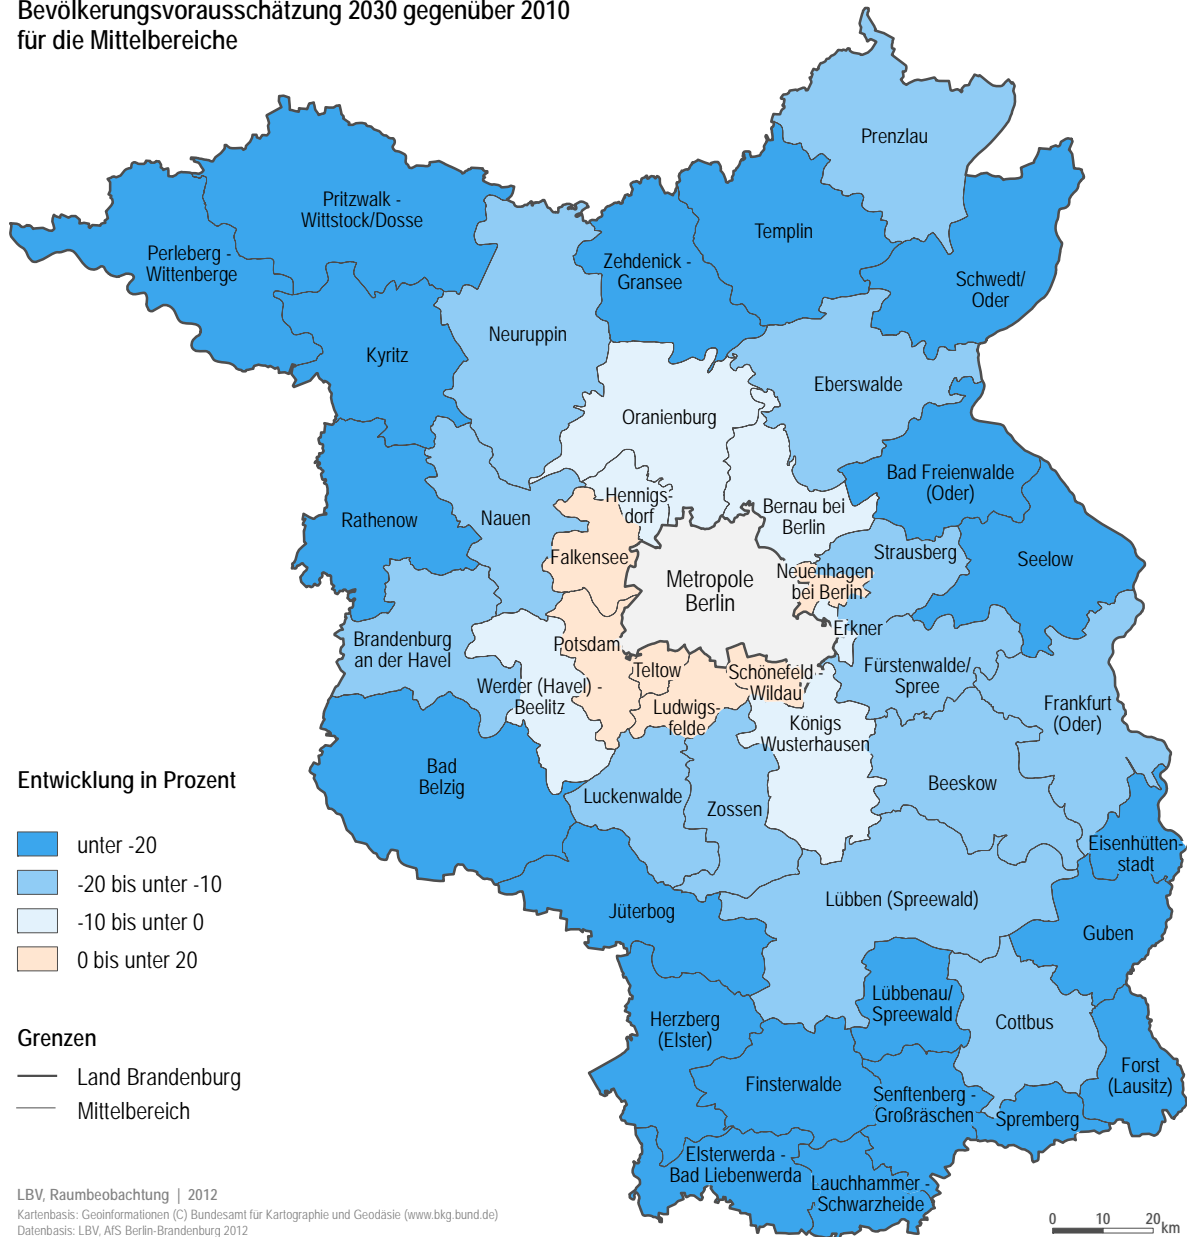 Bevölkerungsvorausschätzung 2030 gegenüber 2010
für die Mittelbereiche
Prenzlau
Pritzwalk -
Wittstock/Dosse
Templin
Perleberg -
Wittenberge
Zehdenick -
Gransee
Schwedt/
Oder
Neuruppin
Kyritz
Eberswalde
Oranienburg
Bad Freienwalde
(Oder)
Hennigs-
dorf
Bernau bei
Berlin
Rathenow
Nauen
Falkensee
Strausberg
Seelow
Metropole
Berlin
Neuenhagen
bei Berlin
Erkner
Brandenburg
an der Havel
Potsdam
Teltow
Schönefeld -
Wildau
Fürstenwalde/
Spree
Werder (Havel) -
Beelitz
Ludwigs-
felde
Königs
Wusterhausen
Frankfurt
(Oder)
Bad
Belzig
Luckenwalde
Zossen
Beeskow
Eisenhütten-
stadt
Lübben (Spreewald)
Jüterbog
Guben
Lübbenau/
Spreewald
Cottbus
Herzberg
(Elster)
Finsterwalde
Senftenberg -
Großräschen
Forst
(Lausitz)
Spremberg
Elsterwerda -
Bad Liebenwerda
Lauchhammer -
Schwarzheide
Entwicklung in Prozent
unter -20
-20 bis unter -10
-10 bis unter 0
0 bis unter 20
Grenzen
Land Brandenburg
Mittelbereich
LBV, Raumbeobachtung | 2012
Kartenbasis: Geoinformationen (C) Bundesamt für Kartographie und Geodäsie (www.bkg.bund.de)
Datenbasis: LBV, AfS Berlin-Brandenburg 2012
0 10 20 km